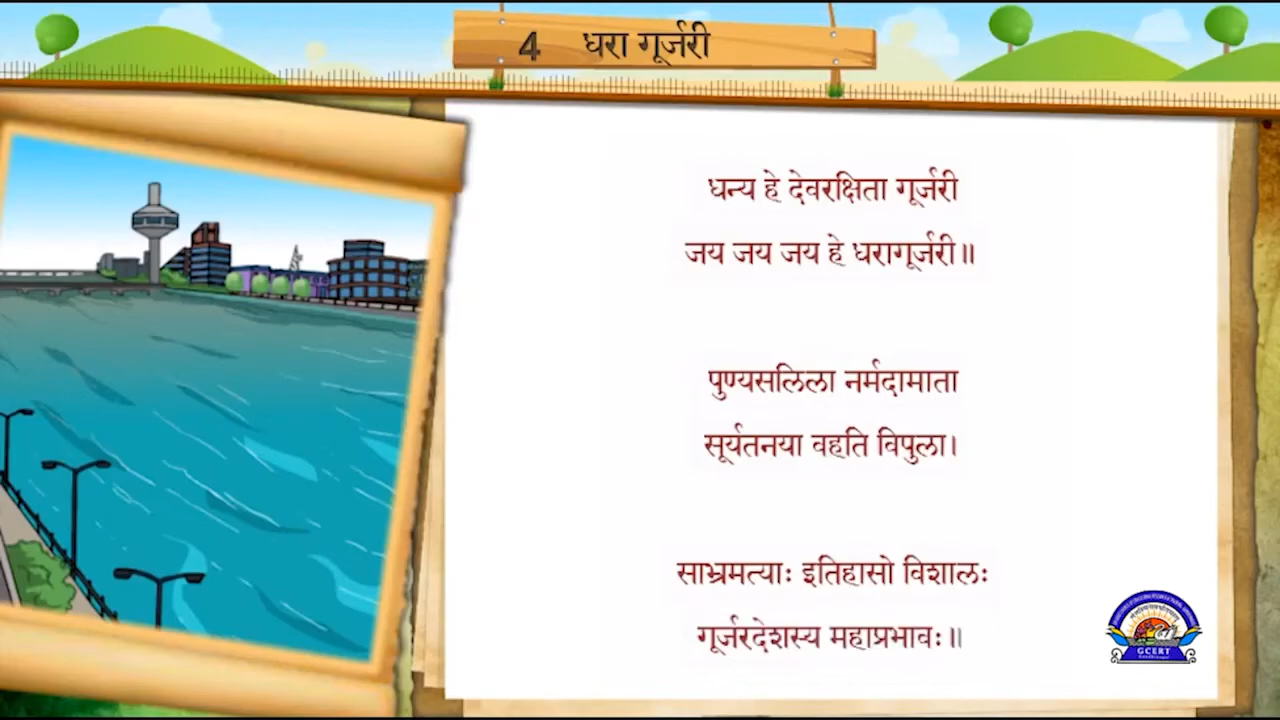 4 धरा गूर्जरी
धन्य हे देवरक्षिता गूर्जरी
जय जय जय हे धरागूर्जरी॥
पुण्यसलिला नर्मदामाता
सूर्यतनया वहति विपुला।
साभ्रमत्याः इतिहासो विशालः
गूर्जरदेशस्य महाप्रभावः॥
GCERT